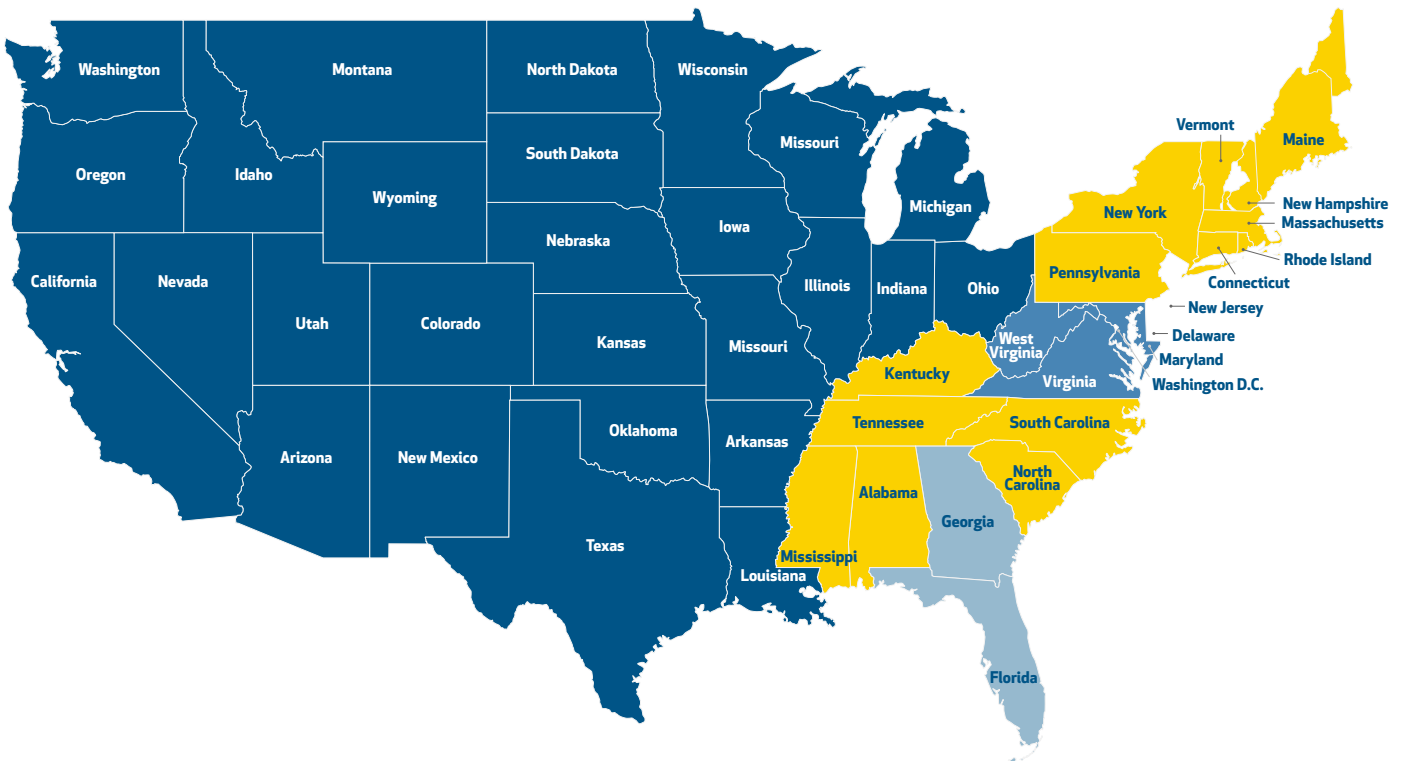 Washington
Montana
North Dakota
Wisconsin
Vermont
Maine
Missouri
South Dakota
Oregon
Idaho
Wyoming
Michigan
New York
New Hampshire
Massachusetts
Iowa
Nebraska
Rhode Island
Pennsylvania
California
Nevada
Connecticut
Illinois
Indiana
Ohio
New Jersey
Utah
Colorado
Delaware
West
Virginia
Kansas
Missouri
Maryland
Kentucky
Virginia
Washington D.C.
Tennessee
South Carolina
Oklahoma
Arkansas
Arizona
New Mexico
North
Carolina
Alabama
Georgia
Texas
Mississippi
Louisiana
Florida